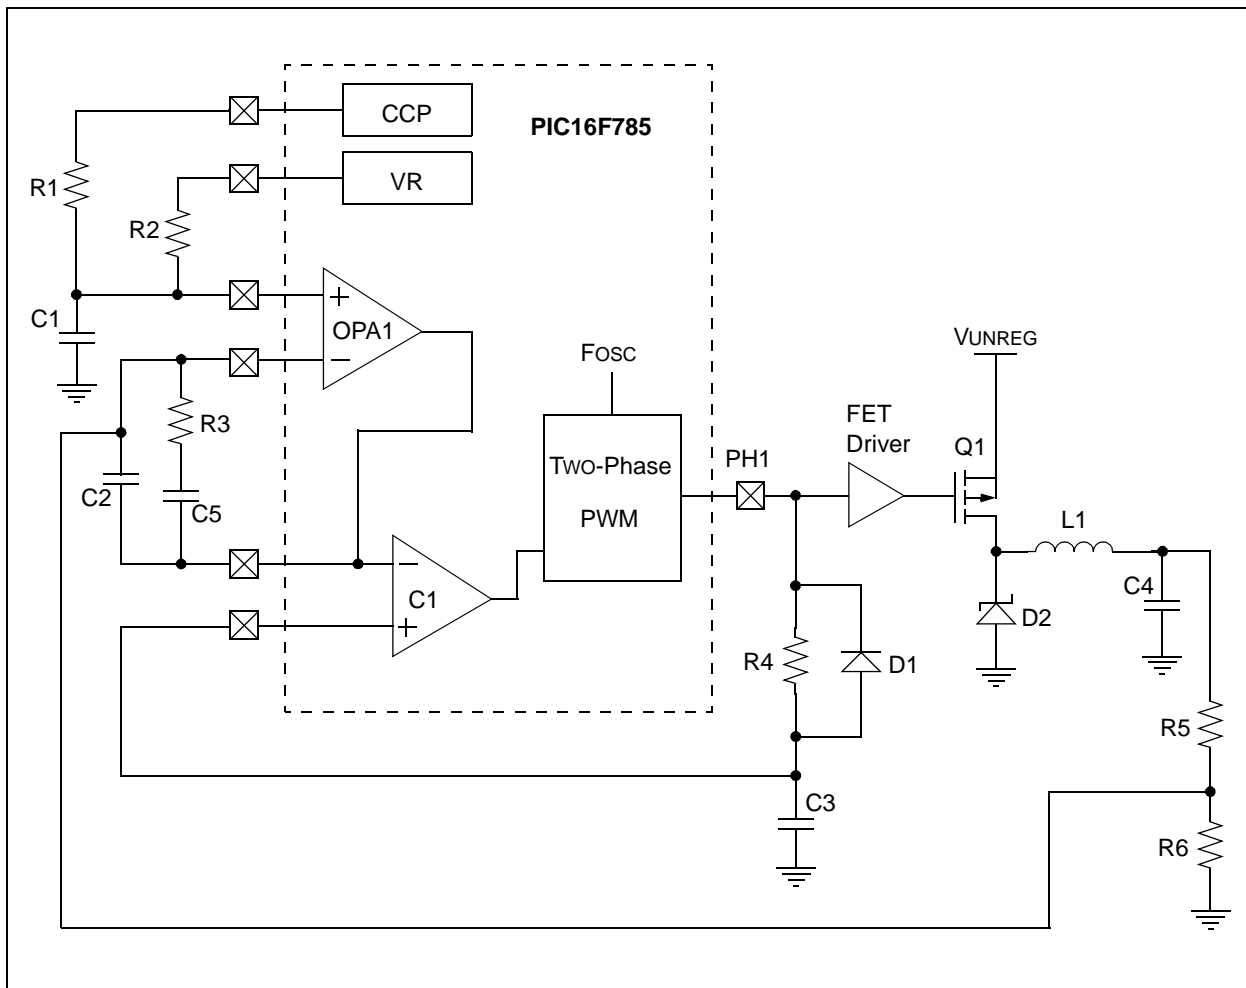 CCP
PIC16F785
VR
R1
R2
C1
OPA1
R3
C2
C5
FOSC
TWO-Phase
PWM
PH1
FET
Driver
VUNREG
Q1
L1
C4
D2
C1
R4
D1
R5
C3
R6